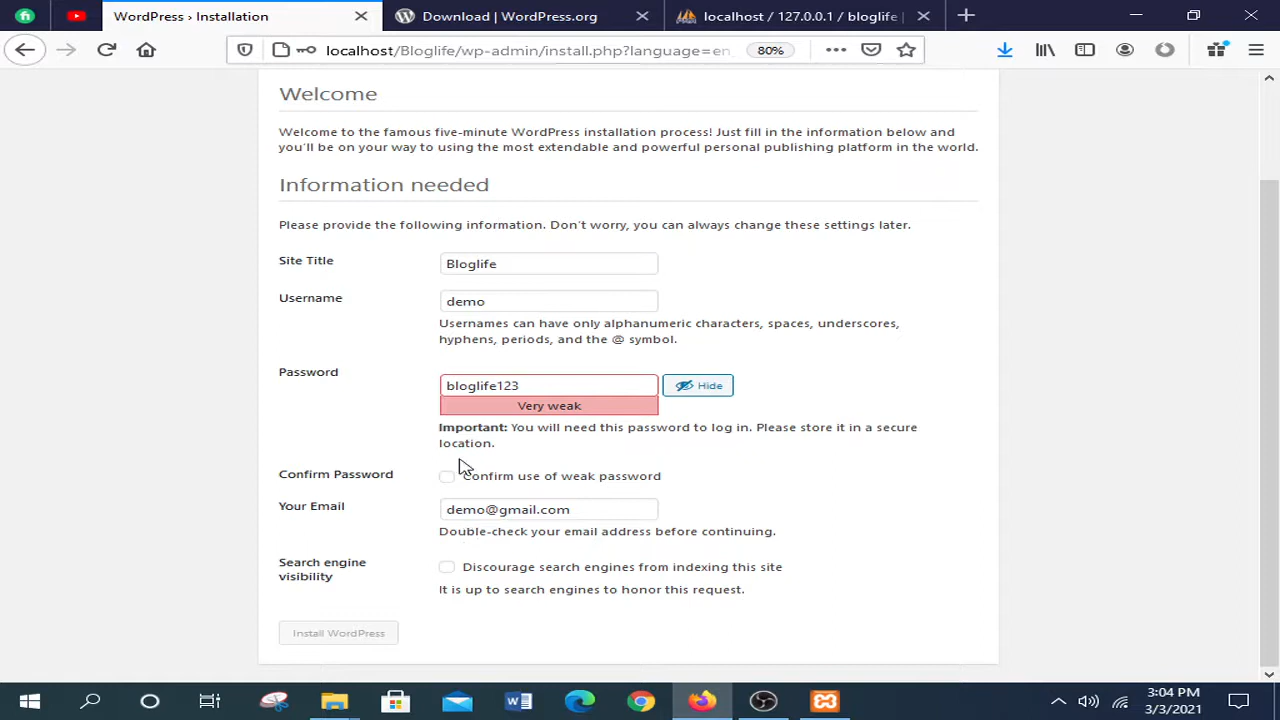 WordPress › Installation
Download | WordPress.org
localhost / 127.0.0.1 / bloglife |
localhost/Bloglife/wp-admin/install.php?language=en_
80%
Welcome
Welcome to the famous five-minute WordPress installation process! Just fill in the information below and
you'll be on your way to using the most extendable and powerful personal publishing platform in the world.
Information needed
Please provide the following information. Don't worry, you can always change these settings later.
Site Title
Bloglife
Username
demo
Usernames can have only alphanumeric characters, spaces, underscores,
hyphens, periods, and the @ symbol.
Password
bloglife123
Hide
Very weak
Important: You will need this password to log in. Please store it in a secure
location.
Confirm Password
Confirm use of weak password
Your Email
demo@gmail.com
Double-check your email address before continuing.
Search engine
visibility
Discourage search engines from indexing this site
It is up to search engines to honor this request.
Install WordPress
3:04 PM
3/3/2021